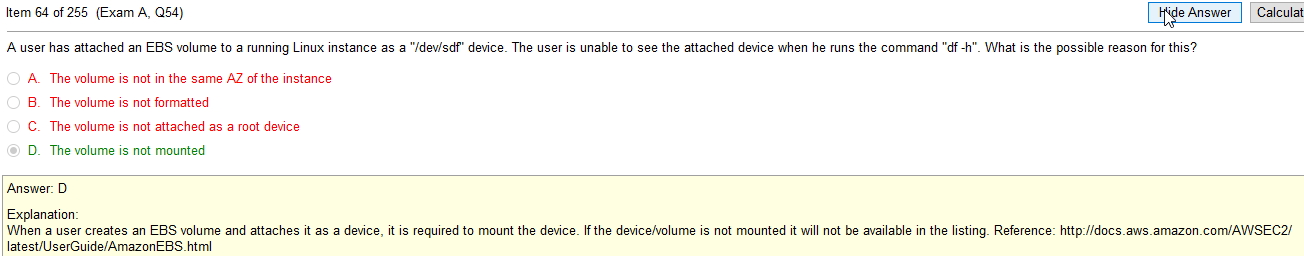 Item 64 of 255 (Exam A, Q54)
Hide Answer
Calculat
A user has attached an EBS volume to a running Linux instance as a "/dev/sdf" device. The user is unable to see the attached device when he runs the command "df -h". What is the possible reason for this?
A. The volume is not in the same AZ of the instance
B. The volume is not formatted
C. The volume is not attached as a root device
D. The volume is not mounted
Answer: D
Explanation:
When a user creates an EBS volume and attaches it as a device, it is required to mount the device. If the device/volume is not mounted it will not be available in the listing. Reference: http://docs.aws.amazon.com/AWSEC2/
latest/UserGuide/AmazonEBS.html